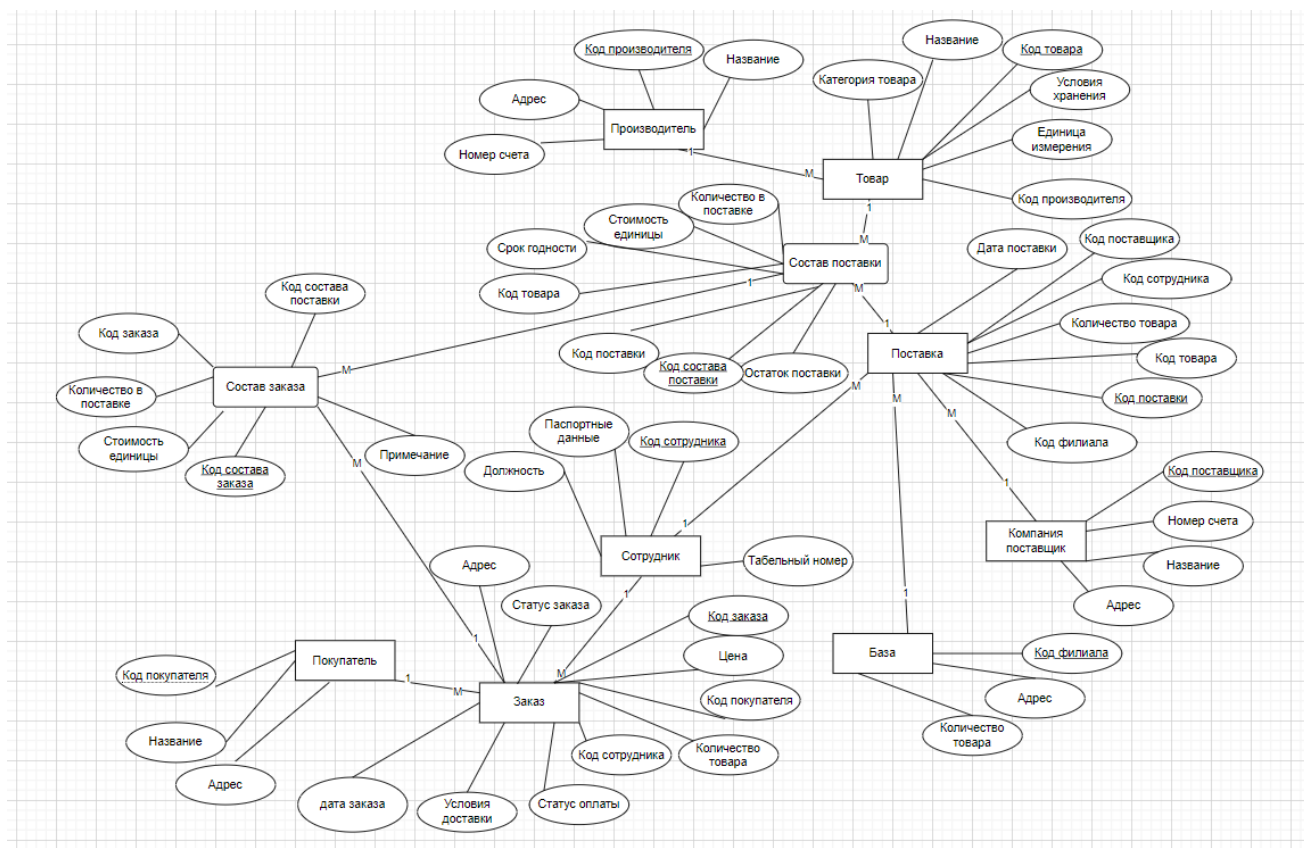 Код производителя
Название
Адрес
Номер счета
Производитель
1
М
Категория товара
Название
Код товара
Условия
хранения
Единица
измерения
Код производителя
Товар
1
М
Количество в
поставке
Стоимость
единицы
Срок годности
Код товара
Состав поставки
1
М
1
Код поставки
Код состава
поставки
Остаток поставки
Дата поставки
Код поставщика
Код сотрудника
Количество товара
Код товара
Код поставки
Код филиала
Поставка
М
М
М
Код состава
поставки
Код заказа
Количество в
поставке
Стоимость
единицы
Код состава
заказа
Примечание
Состав заказа
М
М
Паспортные
данные
Код сотрудника
Должность
Табельный номер
Сотрудник
1
1
1
Код поставщика
Номер счета
Название
Адрес
Компания
поставщик
1
База
Код филиала
Адрес
Количество
товара
Покупатель
Код покупателя
Название
Адрес
1
М
1
М
Адрес
Статус заказа
Код заказа
Цена
Код покупателя
Количество
товара
Код сотрудника
Статус оплаты
Условия
доставки
дата заказа
Заказ